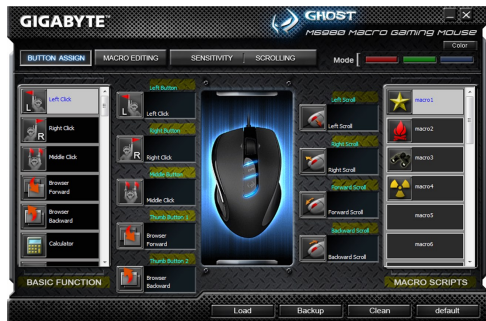 GIGABYTE™
GHOST
M6980 Macro Gaming Mouse
BUTTON ASSIGN
MACRO EDITING
SENSITIVITY
SCROLLING
Mode
Color
L
Left Click
R
Right Click
Middle Click
Browser
Forward
Browser
Backward
Calculator
BASIC FUNCTION
Left Button
L
Left Click
Right Button
R
Right Click
Middle Button
Middle Click
Thumb Button 1
Browser
Forward
Thumb Button 2
Browser
Backward
Left Scroll
Left Scroll
Right Scroll
Right Scroll
Forward Scroll
Forward Scroll
Backward Scroll
Backward Scroll
macro1
macro2
macro3
macro4
macro5
macro6
MACRO SCRIPTS
Load
Backup
Clean
default